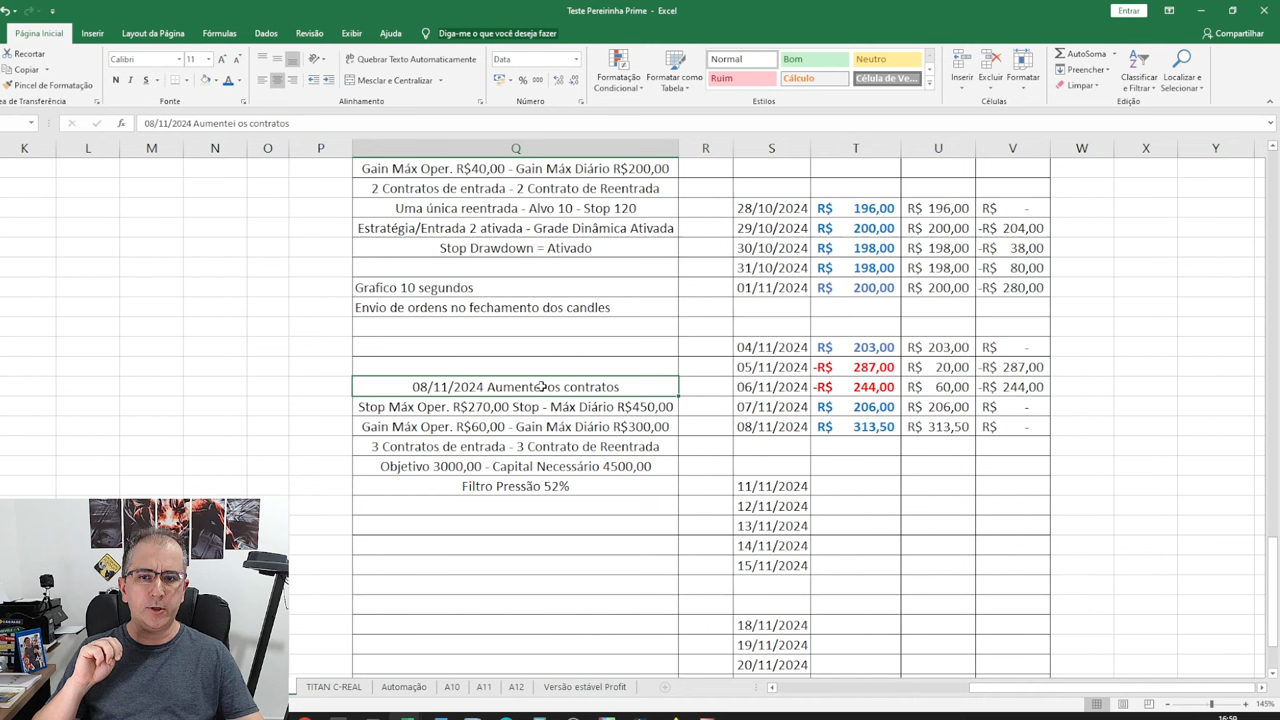 Teste Pereirinha Prime - Excel
Entrar
Página Inicial Inserir Layout da Página Fórmulas Dados Revisão Exibir Ajuda Diga-me o que você deseja fazer Compartilhar
Recortar
Copiar
Pincel de Formatação
Calibri 11
N I S
Quebrar Texto Automaticamente
Mesclar e Centralizar
Data
% 000
Formatação Condicional
Formatar como Tabela
Normal Bom Neutro
Ruim Cálculo Célula de Ve...
Inserir Excluir Formatar
AutoSoma
Preencher
Limpar
Classificar e Filtrar
Localizar e Selecionar
a de Transferência Fonte Alinhamento Número Estilos Células Edição
fx 08/11/2024 Aumentei os contratos
K L M N O P Q R S T U V W X Y
Gain Máx Oper. R$40,00 - Gain Máx Diário R$200,00
2 Contratos de entrada - 2 Contrato de Reentrada
Uma única reentrada - Alvo 10 - Stop 120 28/10/2024 R$ 196,00 R$ 196,00 R$ -
Estratégia/Entrada 2 ativada - Grade Dinâmica Ativada 29/10/2024 R$ 200,00 R$ 200,00 -R$ 204,00
Stop Drawdown = Ativado 30/10/2024 R$ 198,00 R$ 198,00 -R$ 38,00
31/10/2024 R$ 198,00 R$ 198,00 -R$ 80,00
Grafico 10 segundos 01/11/2024 R$ 200,00 R$ 200,00 -R$ 280,00
Envio de ordens no fechamento dos candles
04/11/2024 R$ 203,00 R$ 203,00 R$ -
05/11/2024 -R$ 287,00 R$ 20,00 -R$ 287,00
08/11/2024 Aumentei os contratos 06/11/2024 -R$ 244,00 R$ 60,00 -R$ 244,00
Stop Máx Oper. R$270,00 Stop - Máx Diário R$450,00 07/11/2024 R$ 206,00 R$ 206,00 R$ -
Gain Máx Oper. R$60,00 - Gain Máx Diário R$300,00 08/11/2024 R$ 313,50 R$ 313,50 R$ -
3 Contratos de entrada - 3 Contrato de Reentrada
Objetivo 3000,00 - Capital Necessário 4500,00
Filtro Pressão 52% 11/11/2024
12/11/2024
13/11/2024
14/11/2024
15/11/2024
18/11/2024
19/11/2024
20/11/2024
TITAN C-REAL Automação A10 A11 A12 Versão estável Profit
145%
16:59